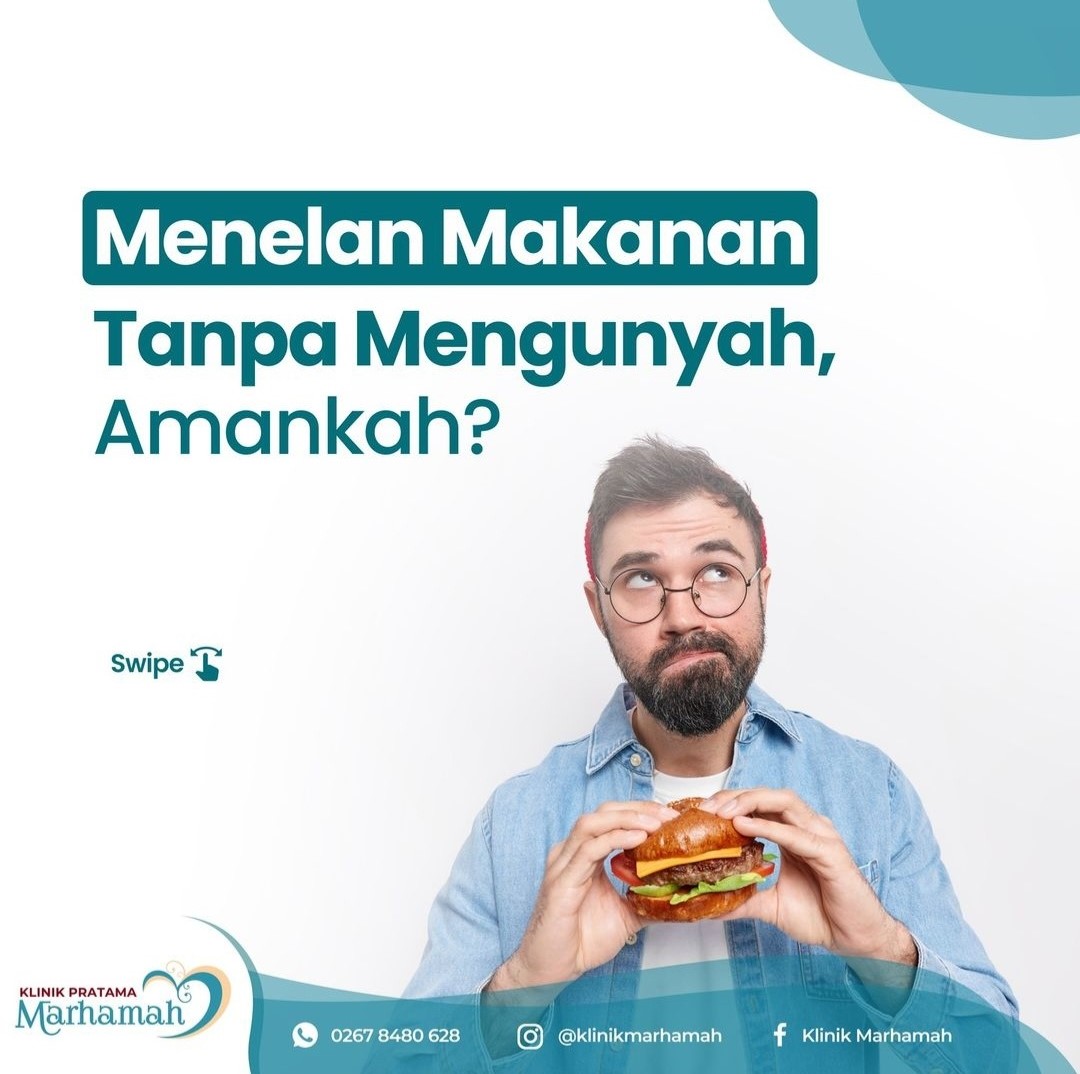 Menelan Makanan
Tanpa Mengunyah,
Amankah?
Swipe
KLINIK PRATAMA
Marhamah
0267 8480 628
@klinikmarhamah
Klinik Marhamah